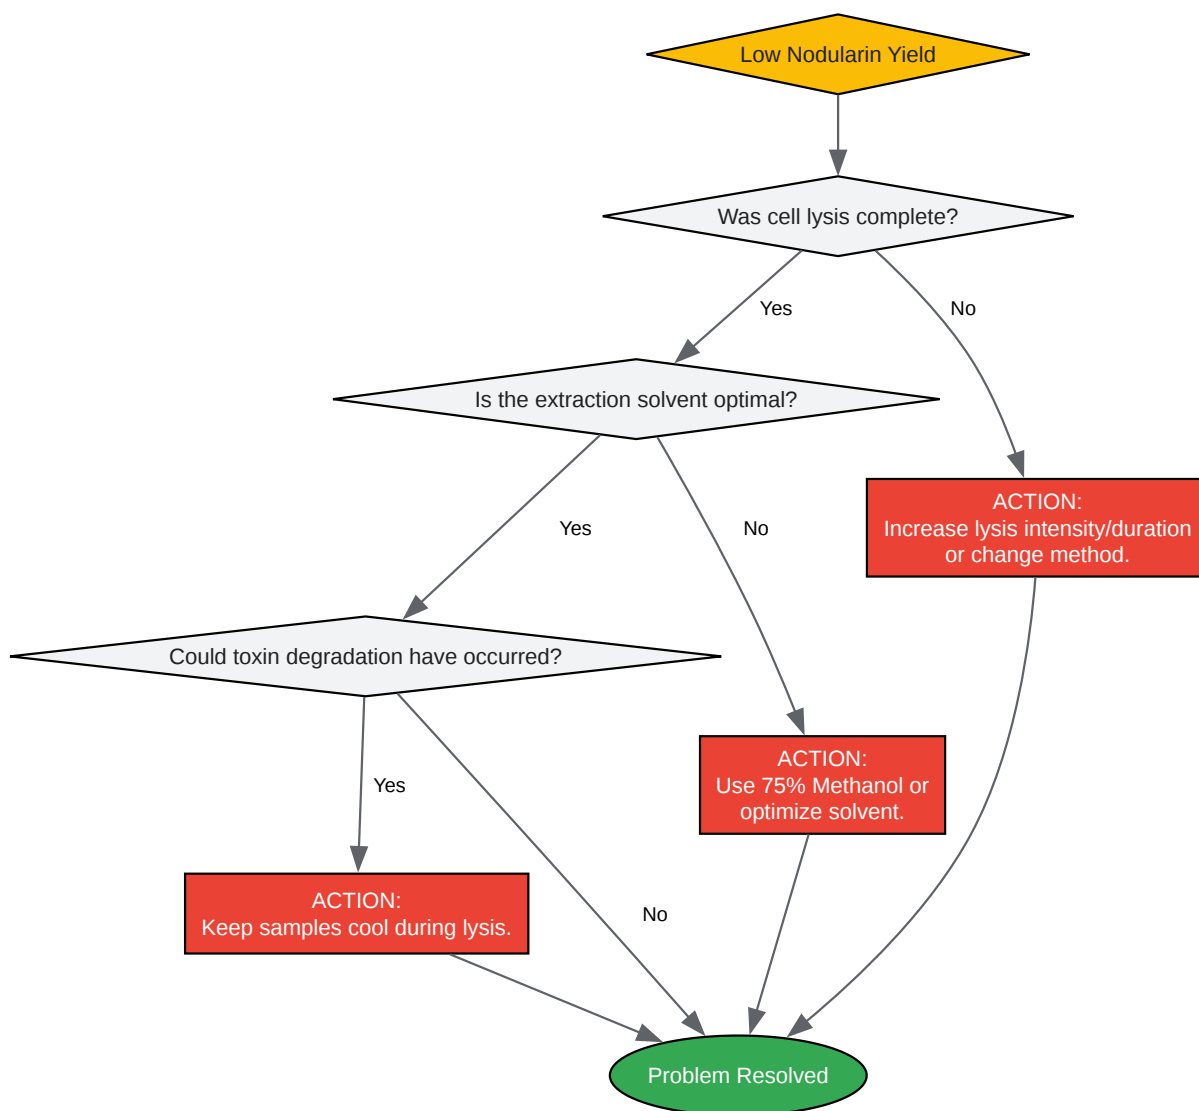 Low Nodularin Yield
Was cell lysis complete?
Yes
No
Is the extraction solvent optimal?
ACTION:
Increase lysis intensity/duration
or change method.
Yes
No
Could toxin degradation have occurred?
ACTION:
Use 75% Methanol or
optimize solvent.
Yes
ACTION:
Keep samples cool during lysis.
No
Problem Resolved